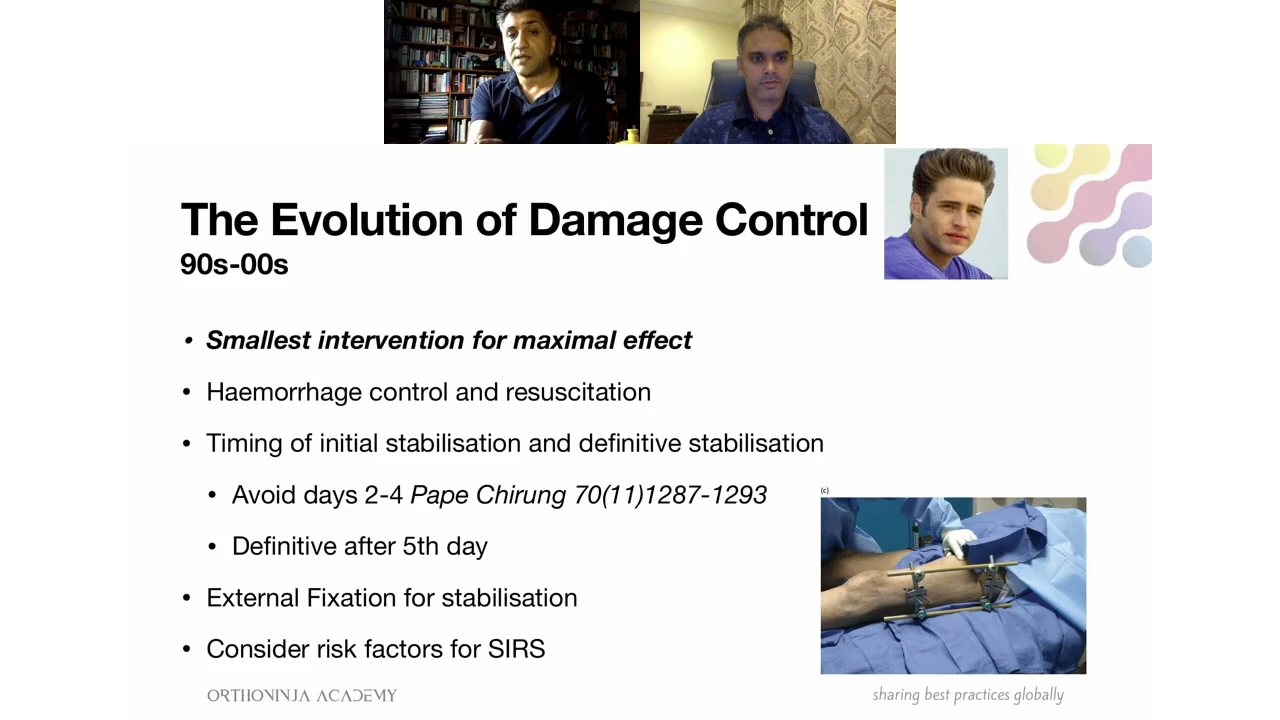 The Evolution of Damage Control
90s-00s
• Smallest intervention for maximal effect
• Haemorrhage control and resuscitation
• Timing of initial stabilisation and definitive stabilisation
• Avoid days 2-4 Pape Chirung 70(11)1287-1293
• Definitive after 5th day
• External Fixation for stabilisation
• Consider risk factors for SIRS
(c)
ORTHONINJA ACADEMY
sharing best practices globally